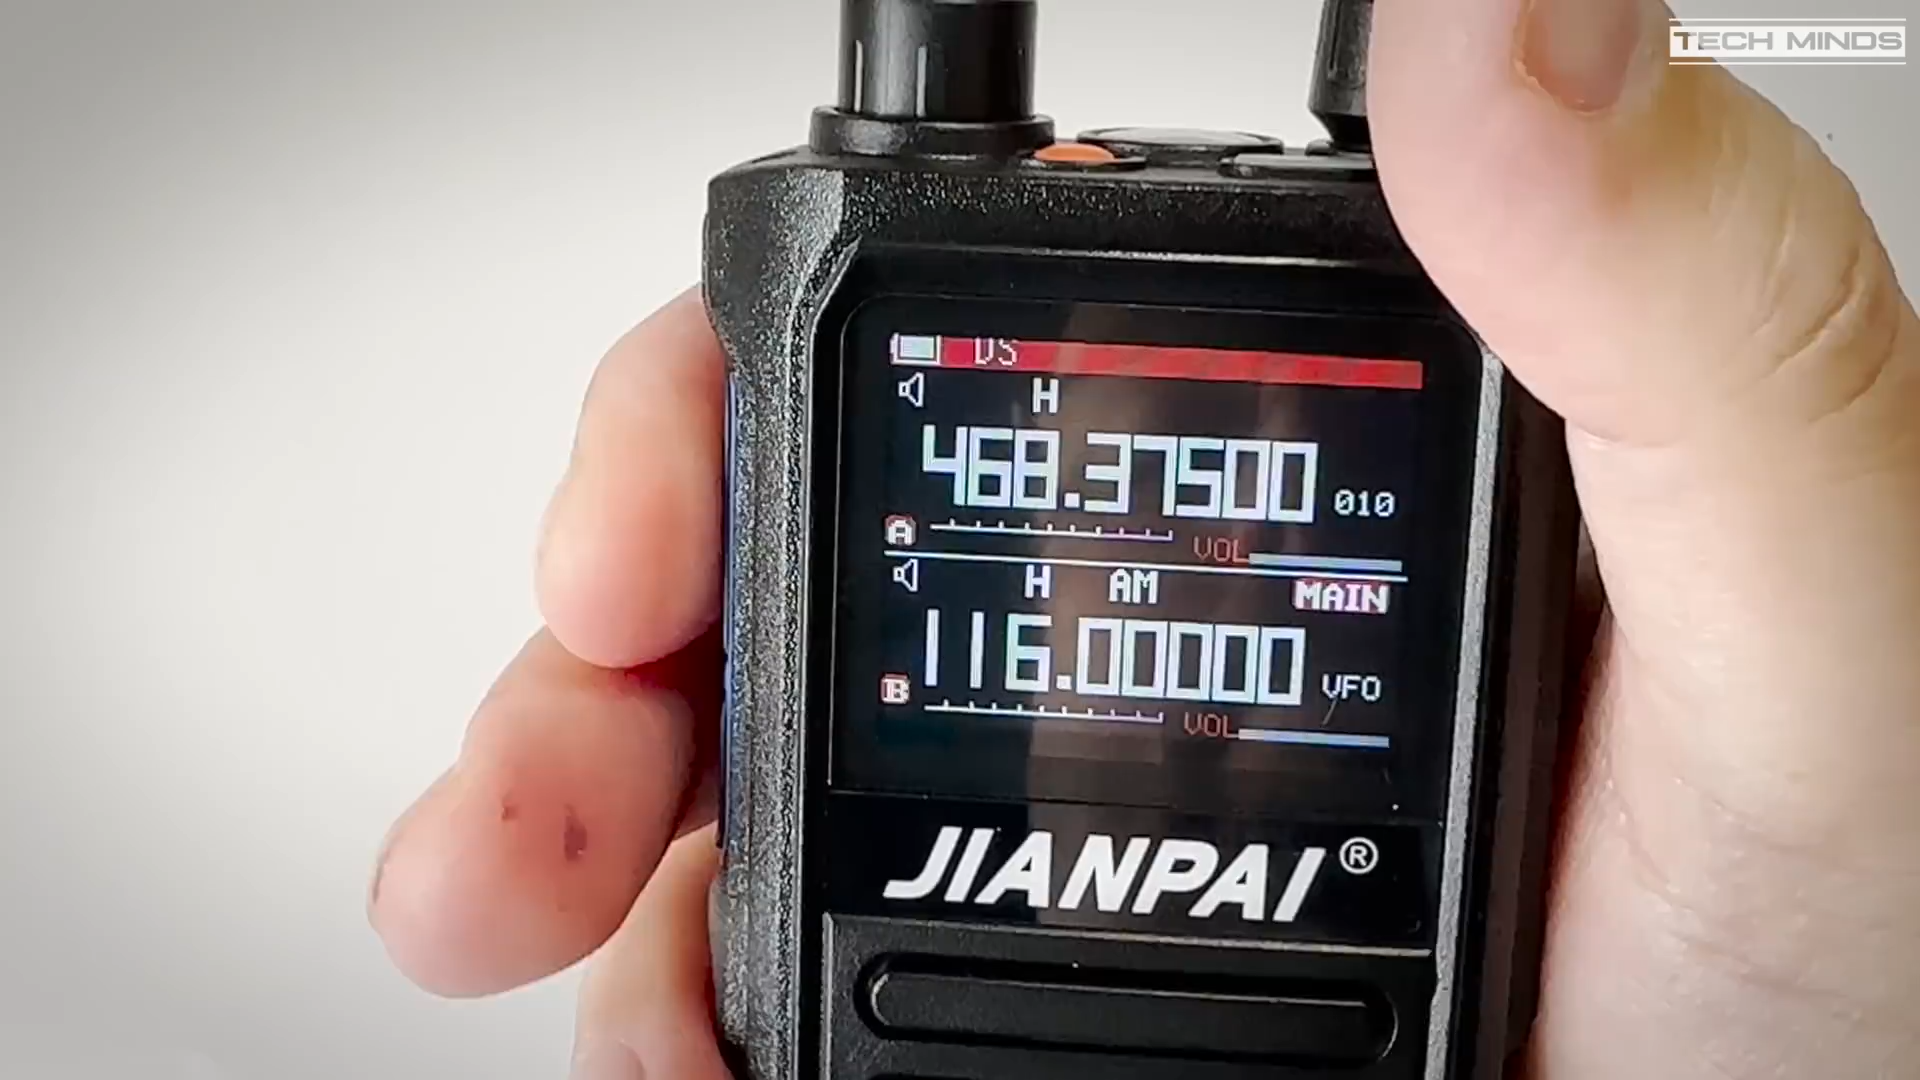 TECH MINDS
DS
H
468.37500 010
A
VOL
H AM MAIN
116.00000 VFO
B
VOL
JIANPAI®